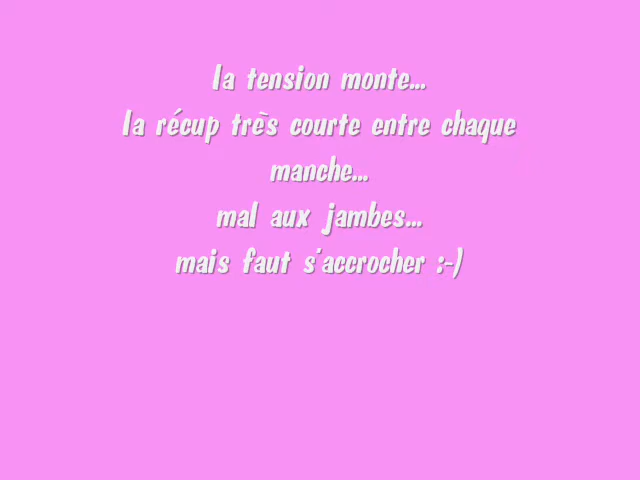 la tension monte...
la récup très courte entre chaque
manche...
mal aux jambes...
mais faut s'accrocher :-)